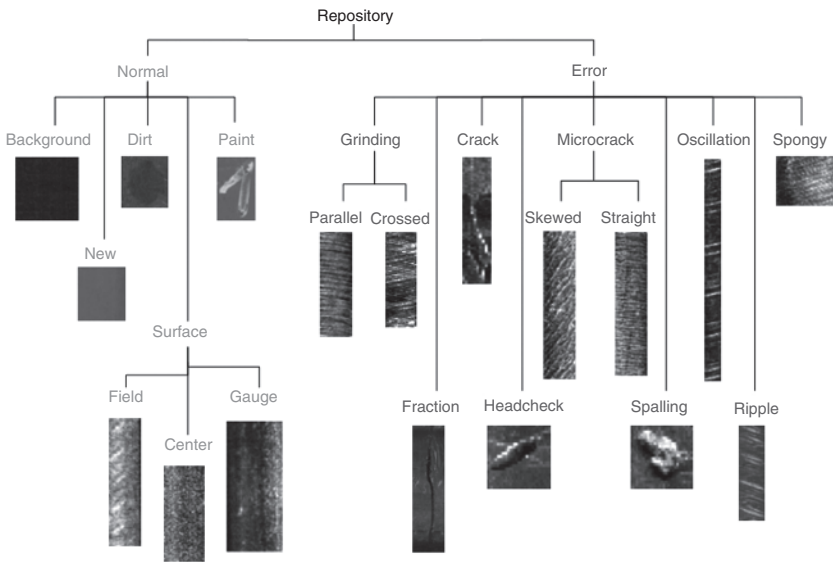 Repository
Normal
Error
Background
Dirt
Paint
Grinding
Crack
Microcrack
Oscillation
Spongy
Parallel
Crossed
Skewed
Straight
New
Surface
Field
Gauge
Fraction
Headcheck
Spalling
Ripple
Center